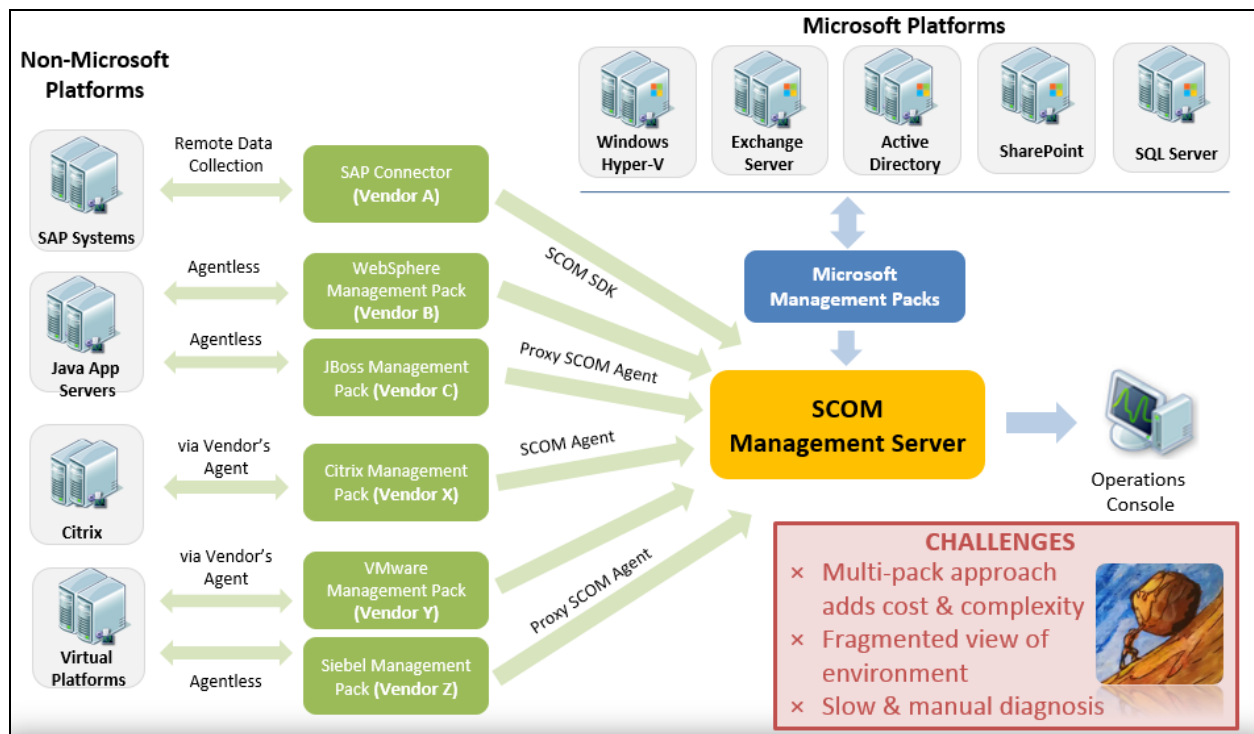 Microsoft Platforms
Non-Microsoft
Platforms
Windows
Hyper-V
Exchange
Server
Active
Directory
SharePoint
SQL Server
SAP Systems
Remote Data
Collection
SAP Connector
(Vendor A)
SCOM SDK
Java App
Servers
Agentless
WebSphere
Management Pack
(Vendor B)
Agentless
JBoss Management
Pack (Vendor C)
Proxy SCOM Agent
Microsoft
Management Packs
SCOM
Management Server
Operations
Console
Citrix
via Vendor’s
Agent
Citrix Management
Pack (Vendor X)
SCOM Agent
Virtual
Platforms
via Vendor’s
Agent
VMware
Management Pack
(Vendor Y)
Agentless
Siebel Management
Pack (Vendor Z)
Proxy SCOM Agent
CHALLENGES
× Multi-pack approach
adds cost & complexity
× Fragmented view of
environment
× Slow & manual diagnosis